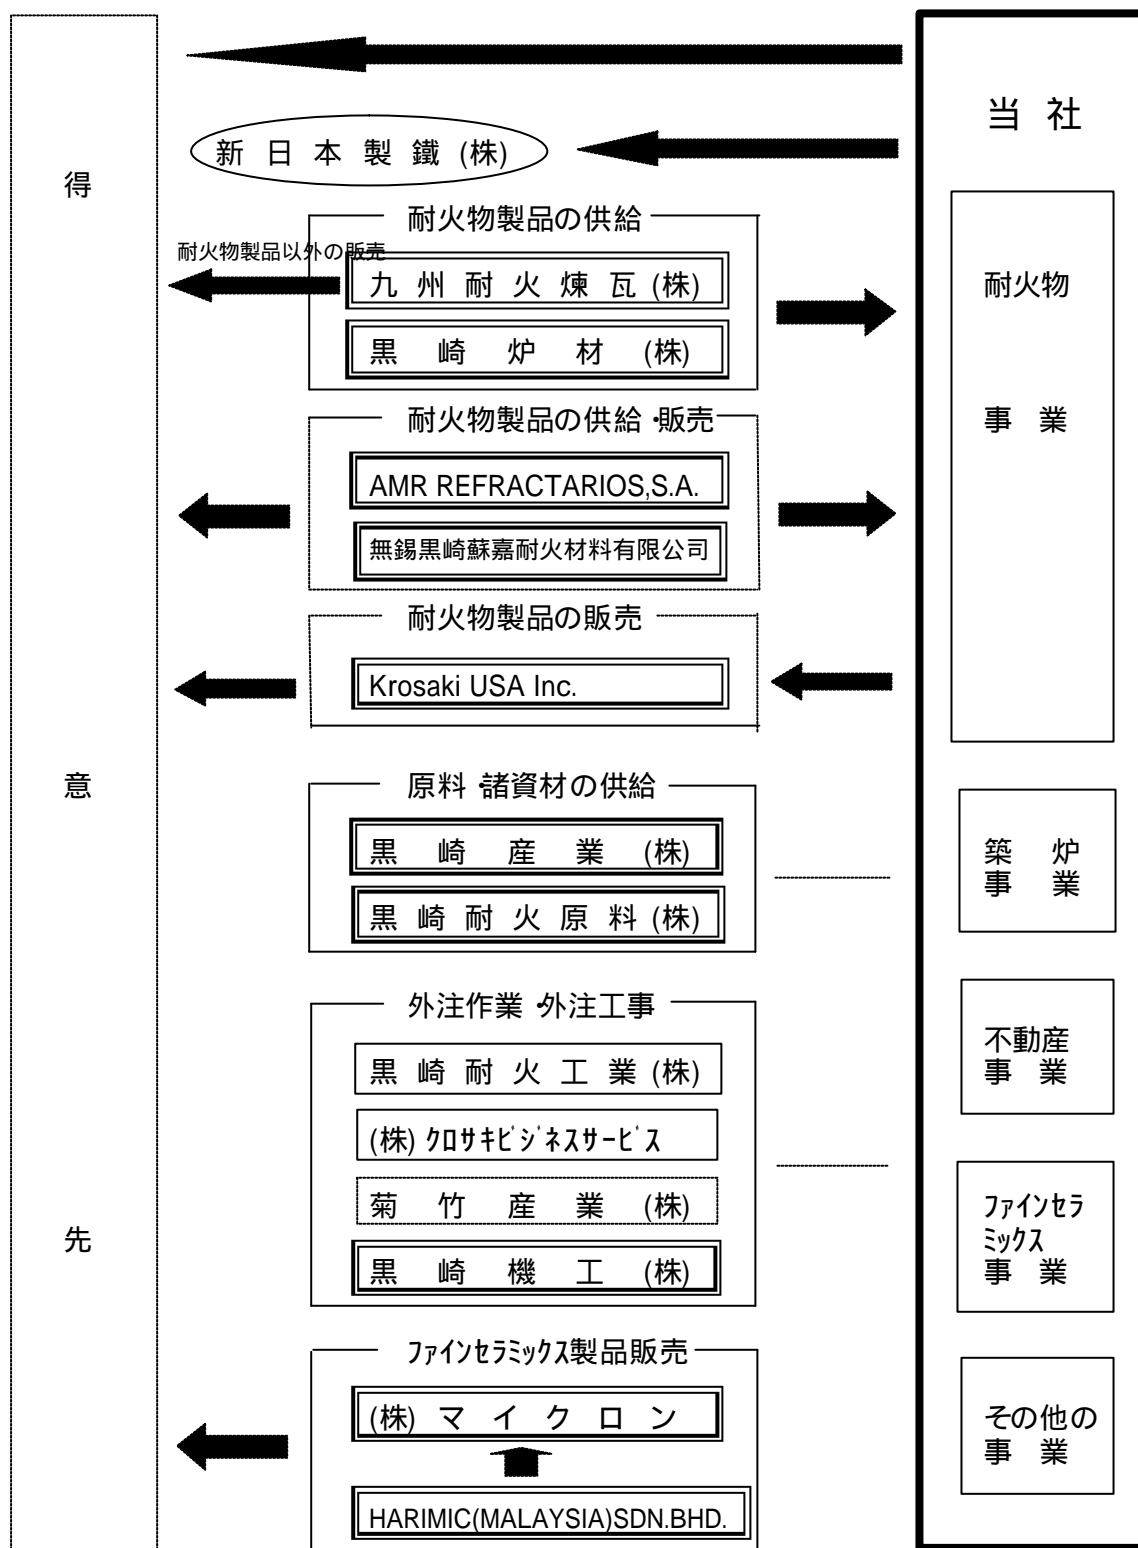 得
意
先
当 社
新 日 本 製 鐵 (株)
耐火物製品の供給
耐火物製品以外の販売
九 州 耐 火 煉 瓦 (株)
黒 崎 炉 材 (株)
耐火物製品の供給・販売
AMR REFRACTARIOS,S.A.
無錫黒崎蘇嘉耐火材料有限公司
耐火物製品の販売
Krosaki USA Inc.
原料・諸資材の供給
黒 崎 産 業 (株)
黒 崎 耐 火 原 料 (株)
外注作業・外注工事
黒 崎 耐 火 工 業 (株)
(株) クロサキビジネスサービス
菊 竹 産 業 (株)
黒 崎 機 工 (株)
ファインセラミックス製品販売
(株) マ イ ク ロ ン
HARIMIC(MALAYSIA)SDN.BHD.
耐火物
事 業
築 炉
事 業
不動産
事 業
ファインセラ
ミックス
事 業
その他の
事 業